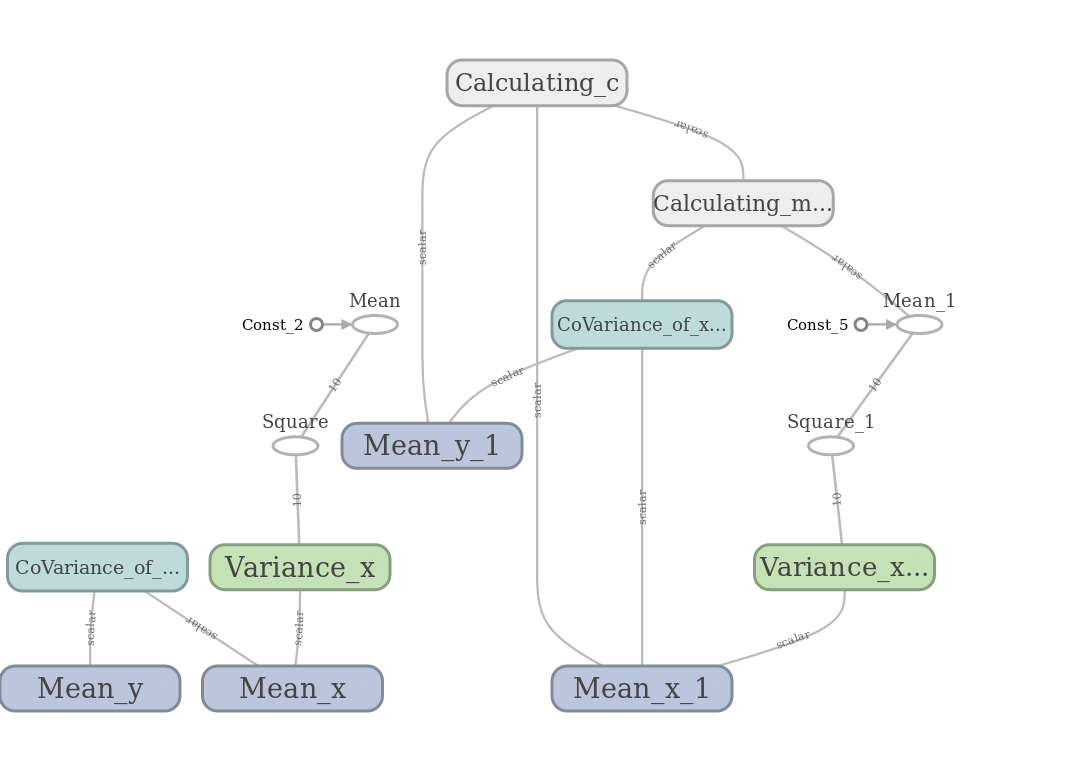 Calculating_c
scalar
Calculating_m...
scalar
scalar
scalar
Mean
Mean_1
Const_2
CoVariance_of_x...
Const_5
scalar
10
scalar
10
Square
Mean_y_1
Square_1
10
scalar
10
CoVariance_of_...
Variance_x
Variance_x...
scalar
scalar
scalar
scalar
Mean_y
Mean_x
Mean_x_1